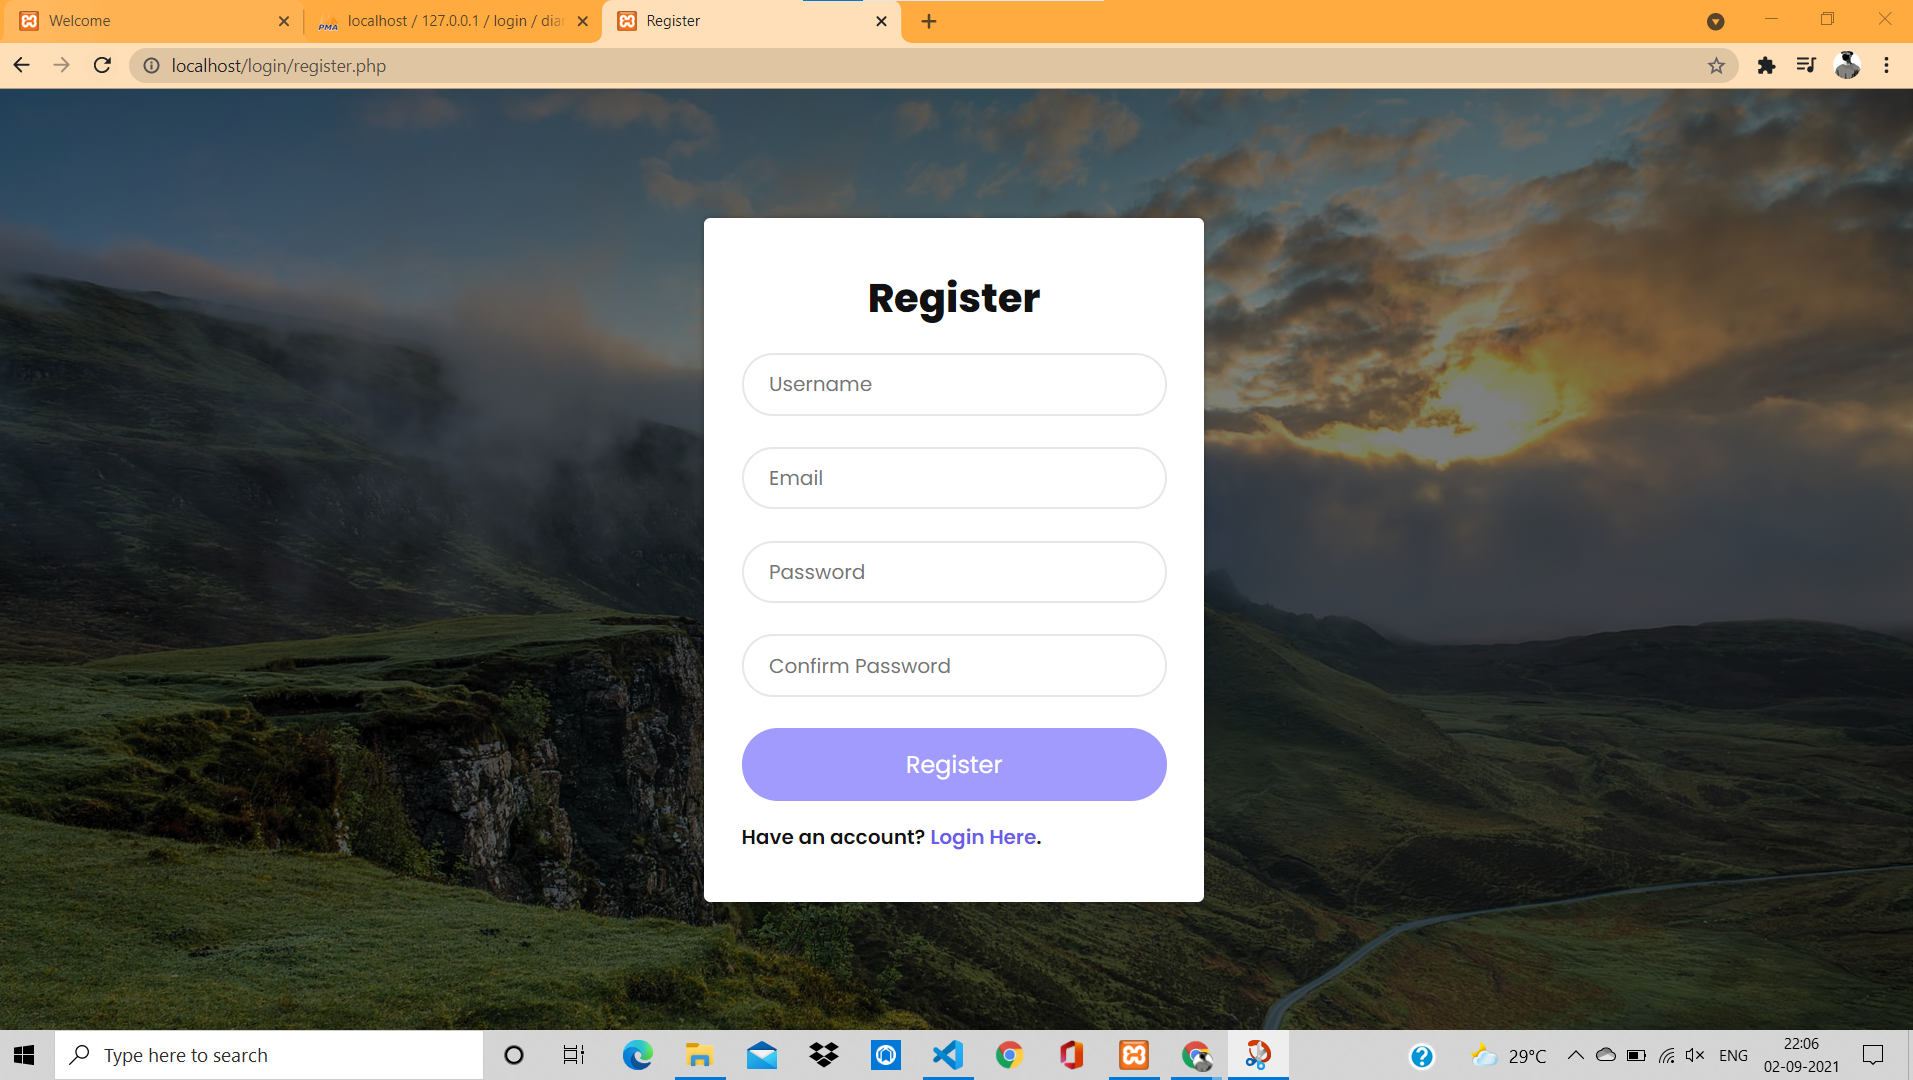 Welcome
localhost / 127.0.0.1 / login / dia
Register
localhost/login/register.php
Register
Username
Email
Password
Confirm Password
Register
Have an account? Login Here.
Type here to search
29°C
ENG
22:06
02-09-2021
PMA